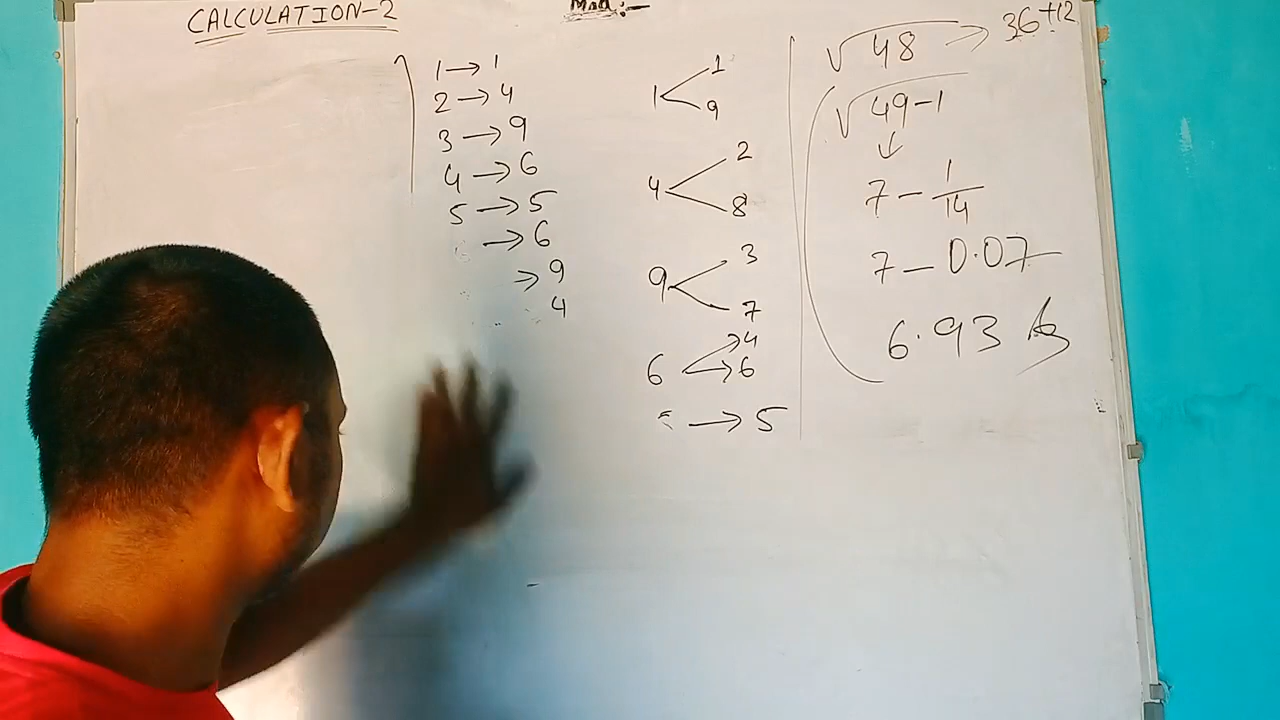 CALCULATION-2
1 → 1
2 → 4
3 → 9
4 → 6
5 → 5
→ 6
→ 9
4
1 < 1
9
4 < 2
8
9 < 3
7
6 < 4
6
→ 5
√48 → 36+12
√49-1
↓
7 - 1/14
7 - 0.07
6.93